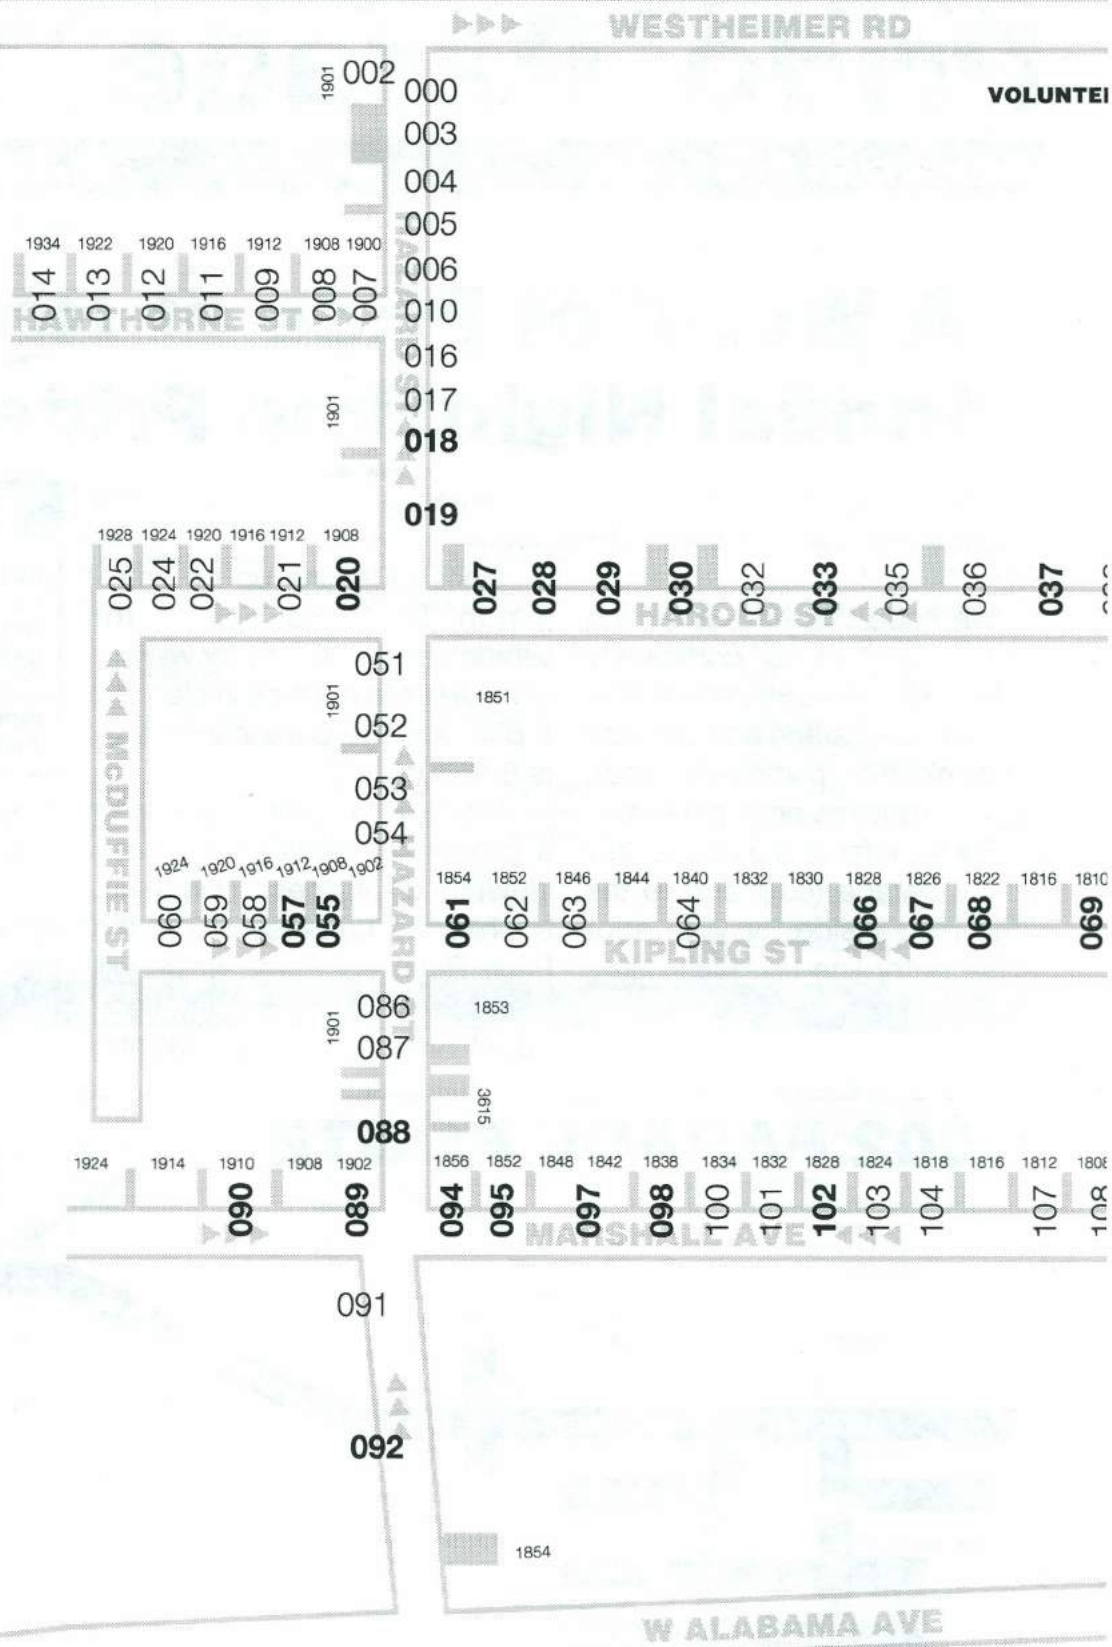 ▶▶▶ WESTHEIMER RD
VOLUNTEI
1901
002
000
003
004
005
006
010
016
017
018
019
HAZARD ST ◀◀◀◀
1934 1922 1920 1916 1912 1908 1900
014 013 012 011 009 008 007
HAWTHORNE ST ▶▶▶
1901
1928 1924 1920 1916 1912 1908
025 024 022 021 020
027 028 029 030 032 033 035 036 037
▶▶▶
HAROLD ST ◀◀◀
McDUFFIE ST ▶▶▶
051
1901
052
053
054
1851
▶▶▶ HAZZARD ST
1924 1920 1916 1912 1908 1902
060 059 058 057 055
1854 1852 1846 1844 1840 1832 1830 1828 1826 1822 1816 1810
061 062 063 064 066 067 068 069
▶▶▶
KIPLING ST ◀◀◀
086
1901
087
088
1853
3615
1924 1914 1910 1908 1902
090 089
1856 1852 1848 1842 1838 1834 1832 1828 1824 1818 1816 1812 1808
094 095 097 098 100 101 102 103 104 107 108
▶▶▶
MARSHALL AVE ◀◀◀
091
▲▲▲
092
1854
W ALABAMA AVE